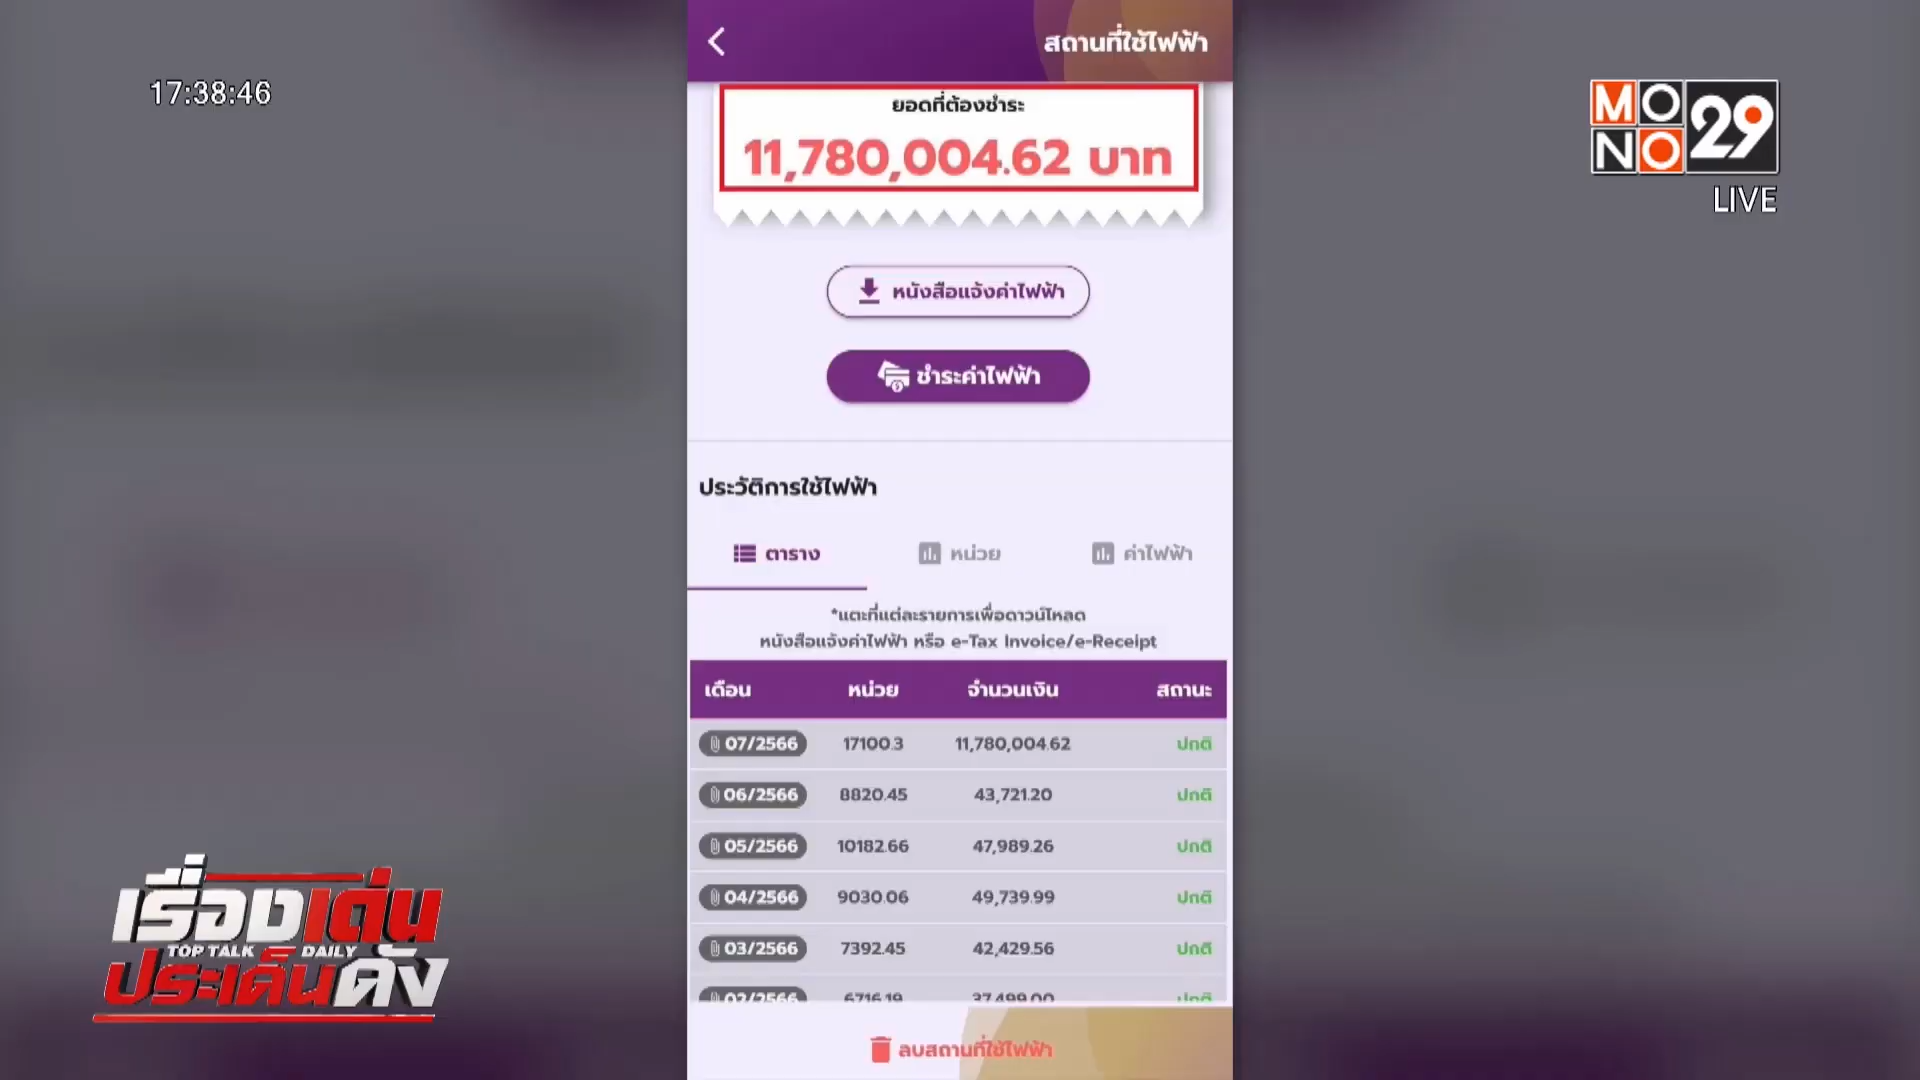 สถานที่ใช้ไฟฟ้า
17:38:46
MONO 29
LIVE
ยอดที่ต้องชำระ
11,780,004.62 บาท
หนังสือแจ้งค่าไฟฟ้า
ชำระค่าไฟฟ้า
ประวัติการใช้ไฟฟ้า
ตาราง หน่วย ค่าไฟฟ้า
*แตะที่แต่ละรายการเพื่อดาวน์โหลด
หนังสือแจ้งค่าไฟฟ้า หรือ e-Tax Invoice/e-Receipt
เดือน หน่วย จำนวนเงิน สถานะ
07/2566 17100.3 11,780,004.62 ปกติ
06/2566 8820.45 43,721.20 ปกติ
05/2566 10182.66 47,989.26 ปกติ
04/2566 9030.06 49,739.99 ปกติ
03/2566 7392.45 42,429.56 ปกติ
02/2566 6716.19 37,499.00 ปกติ
ลบสถานที่ใช้ไฟฟ้า
เรื่องเด่น
TOP TALK DAILY
ประเด็นดัง